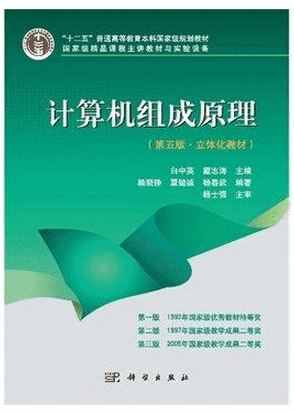 “十二五”普通高等教育本科国家级规划教材
国家级精品课程主讲教材与实验设备
计算机组成原理
(第五版·立体化教材)
白中英 戴志涛 主编
赖晓铮 覃健诚 杨春武 编著
杨士强 主审
第一版 1992年国家级优秀教材特等奖
第二版 1997年国家级教学成果二等奖
第三版 2005年国家级教学成果二等奖
科学出版社